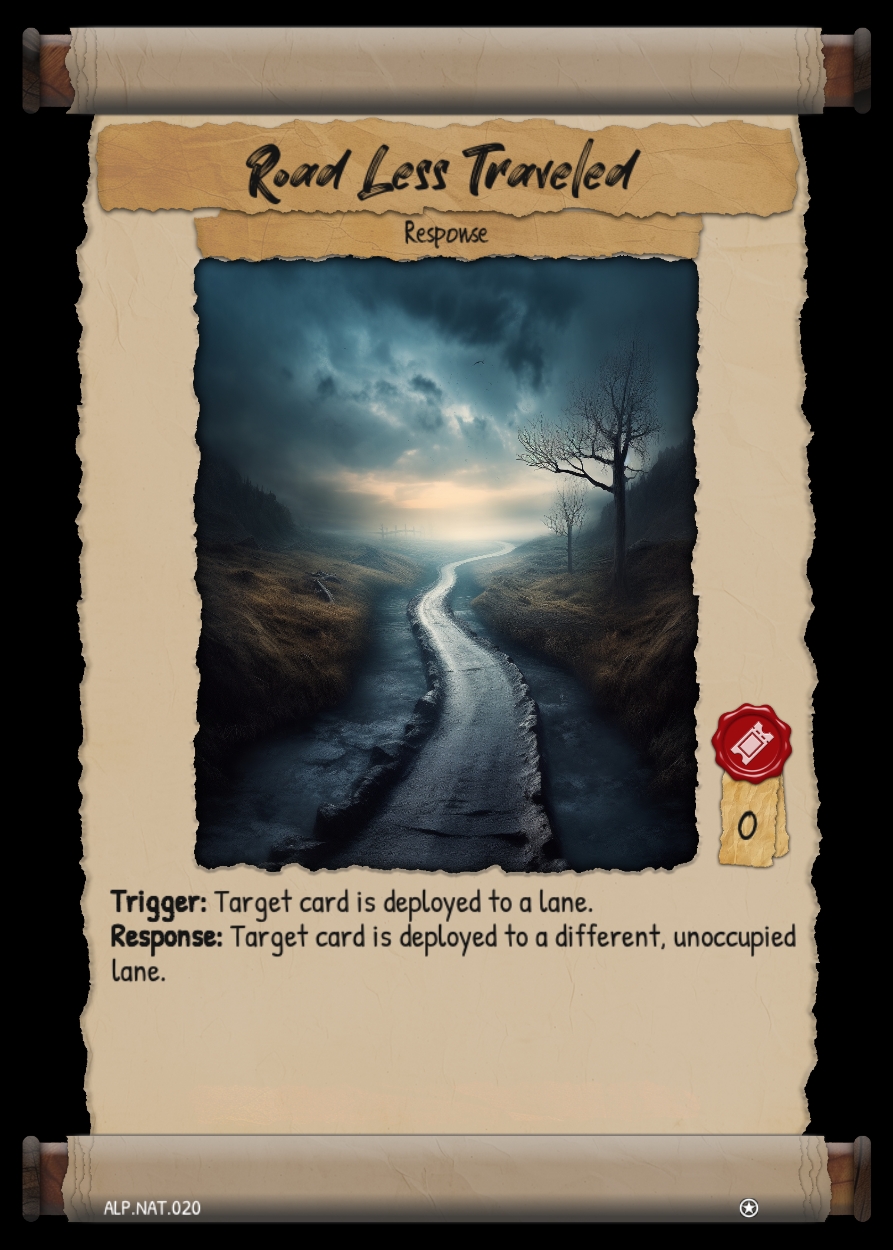 Road Less Traveled
Response
0
Trigger: Target card is deployed to a lane.
Response: Target card is deployed to a different, unoccupied
lane.
ALP.NAT.020